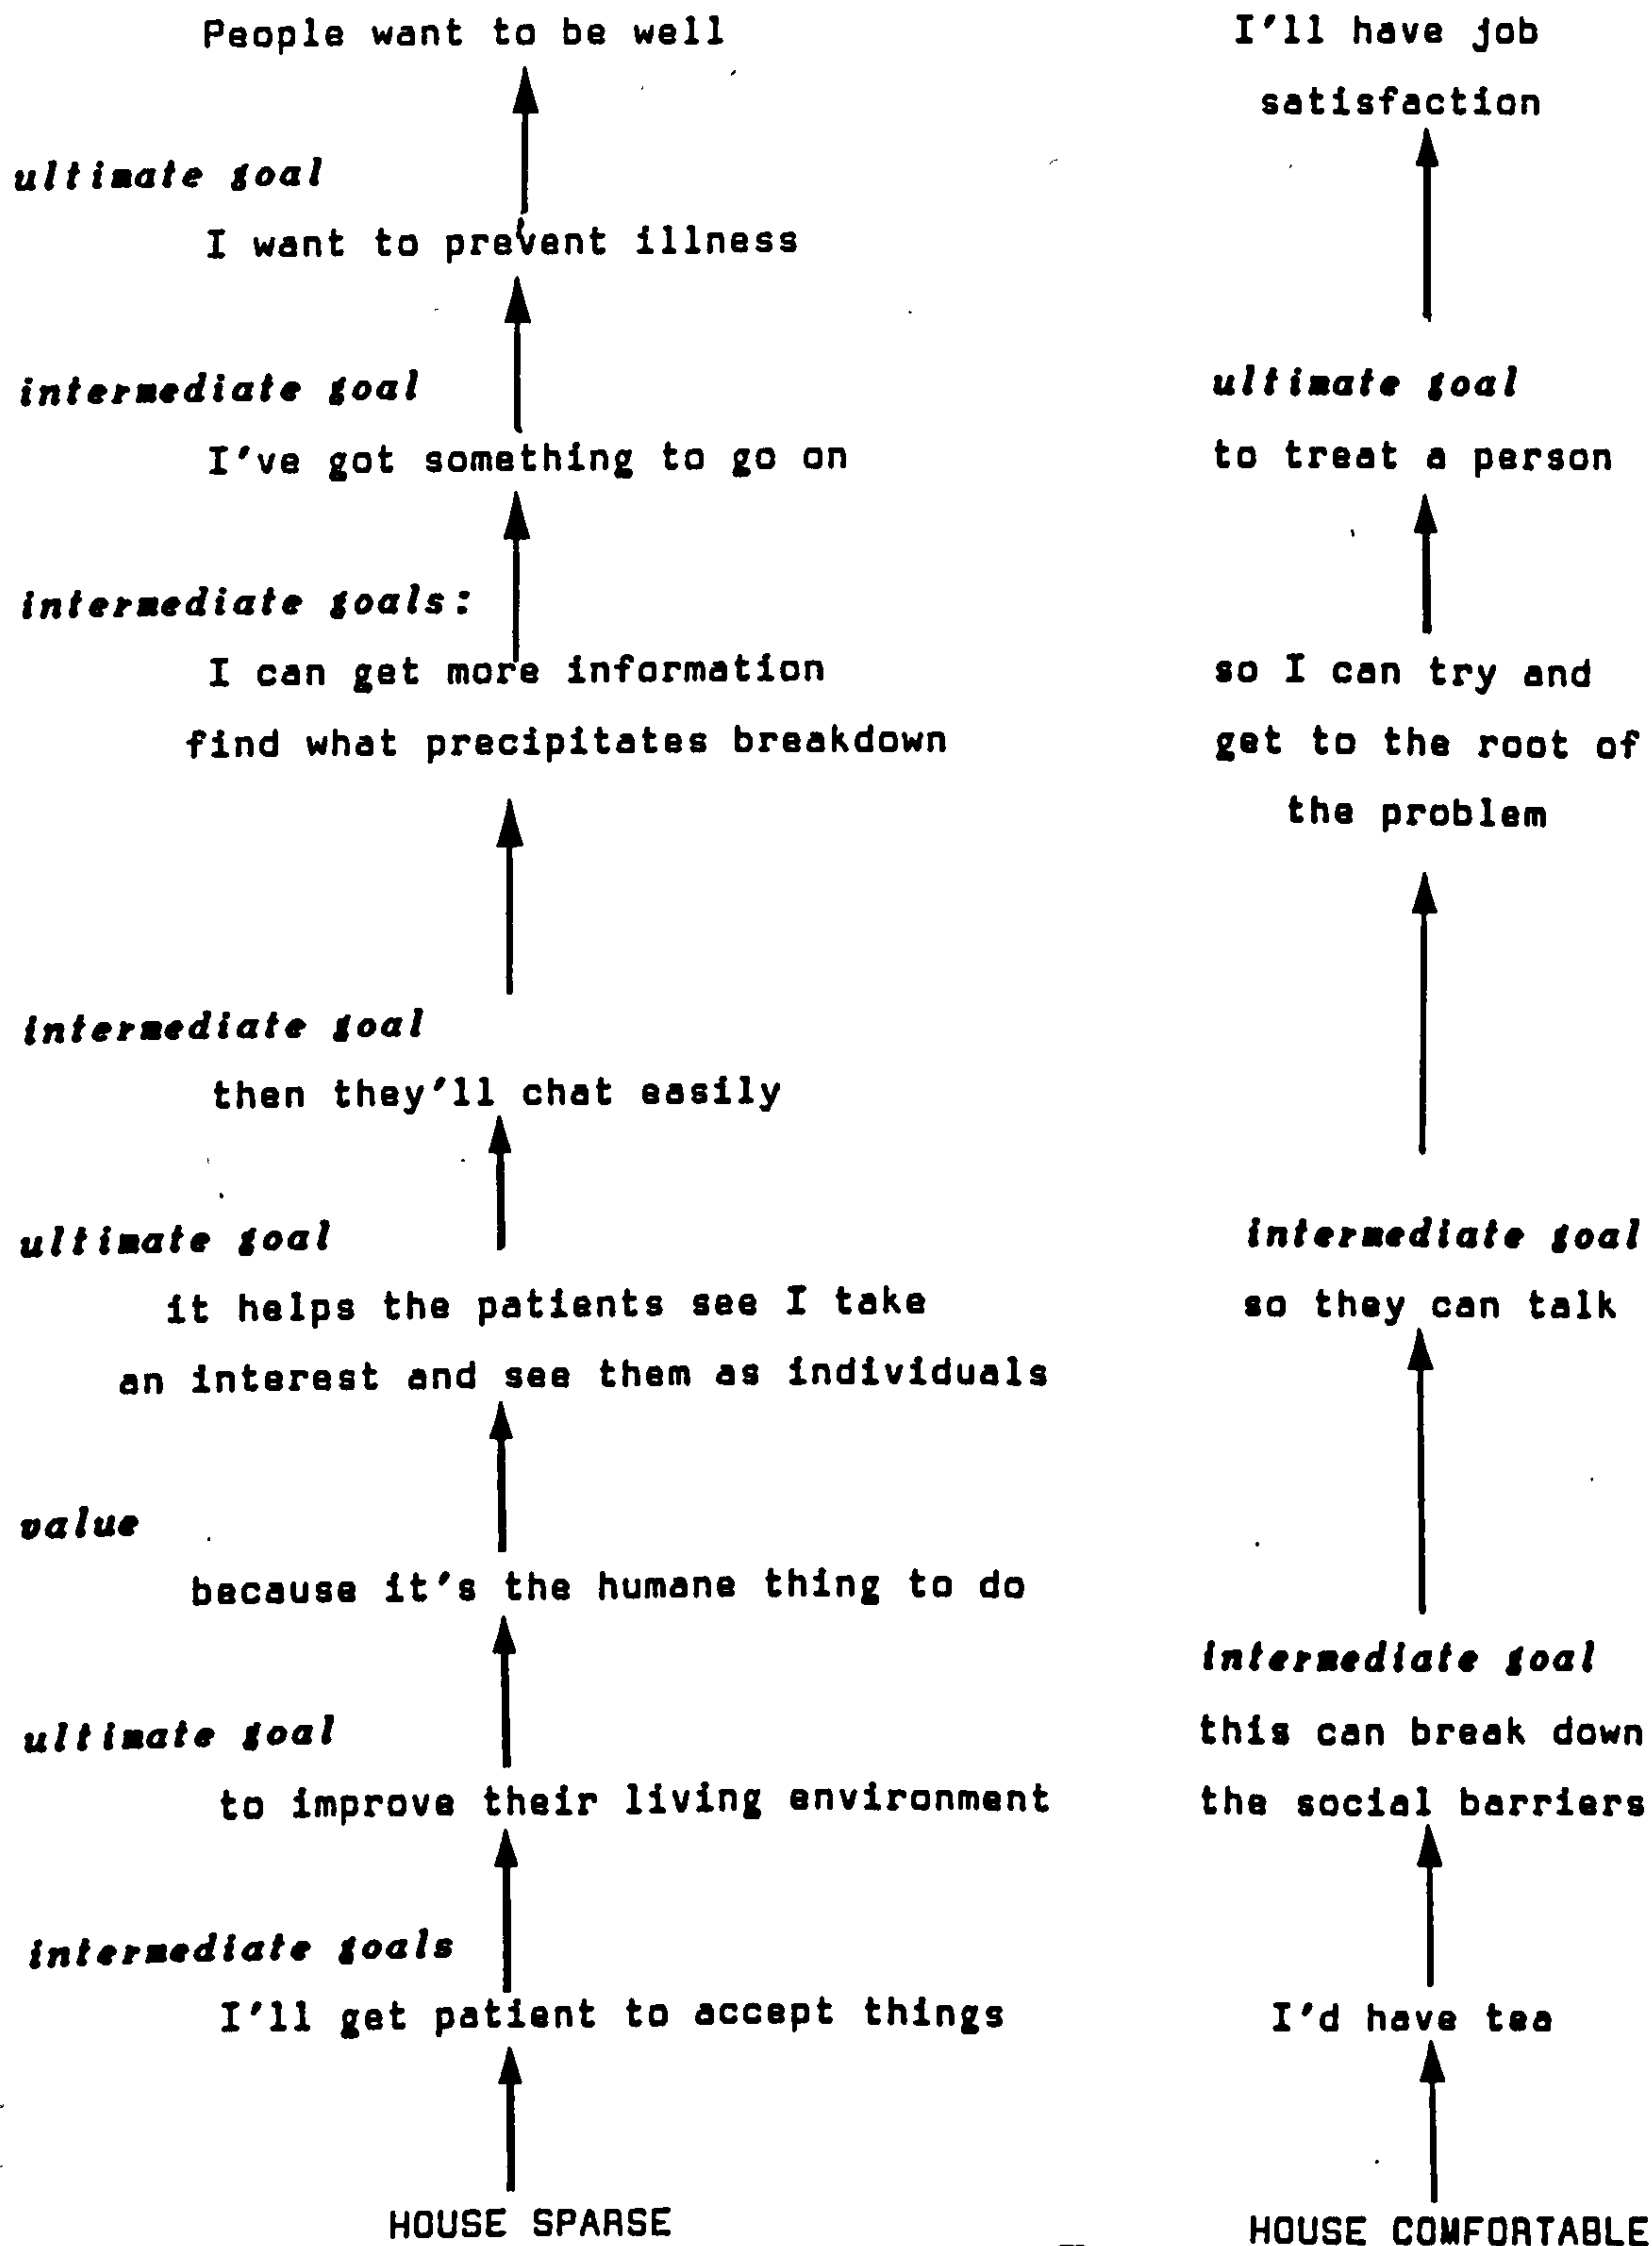 People want to be well
ultimate goal
I want to prevent illness
intermediate goal
I've got something to go on
intermediate goals:
I can get more information
find what precipitates breakdown
intermediate goal
then they'll chat easily
ultimate goal
it helps the patients see I take
an interest and see them as individuals
value
because it's the humane thing to do
ultimate goal
to improve their living environment
intermediate goals
I'll get patient to accept things
HOUSE SPARSE
I'll have job
satisfaction
ultimate goal
to treat a person
so I can try and
get to the root of
the problem
intermediate goal
so they can talk
intermediate goal
this can break down
the social barriers
I'd have tea
HOUSE COMFORTABLE